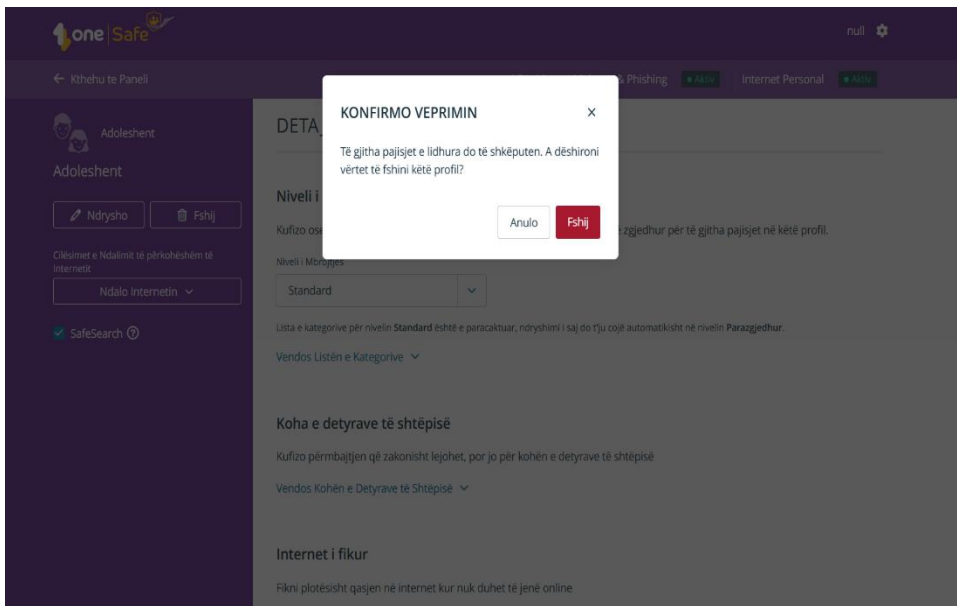 one Safe
null
← Kthehu te Paneli
& Phishing
Aktiv
Internet Personal
Aktiv
Adoleshent
Adoleshent
Ndrysho
Fshij
Cilësimet e Ndalimit të përkohëshëm të
Internetit
Ndalo Internetin
SafeSearch
KONFIRMO VEPRIMIN
Të gjitha pajisjet e lidhura do të shkëputen. A dëshironi
vërtet të fshini këtë profil?
Anulo
Fshij
DETA
Niveli i
Kufizo ose
zgjedhur për të gjitha pajisjet në këtë profil.
Niveli i Mbrojtjes
Standard
Lista e kategorive për nivelin Standard është e paracaktuar, ndryshimi i saj do t'ju cojë automatikisht në nivelin Parazgjedhur.
Vendos Listën e Kategorive
Koha e detyrave të shtëpisë
Kufizo përmbajtjen që zakonisht lejohet, por jo për kohën e detyrave të shtëpisë
Vendos Kohën e Detyrave të Shtëpisë
Internet i fikur
Fikni plotësisht qasjen në internet kur nuk duhet të jenë online